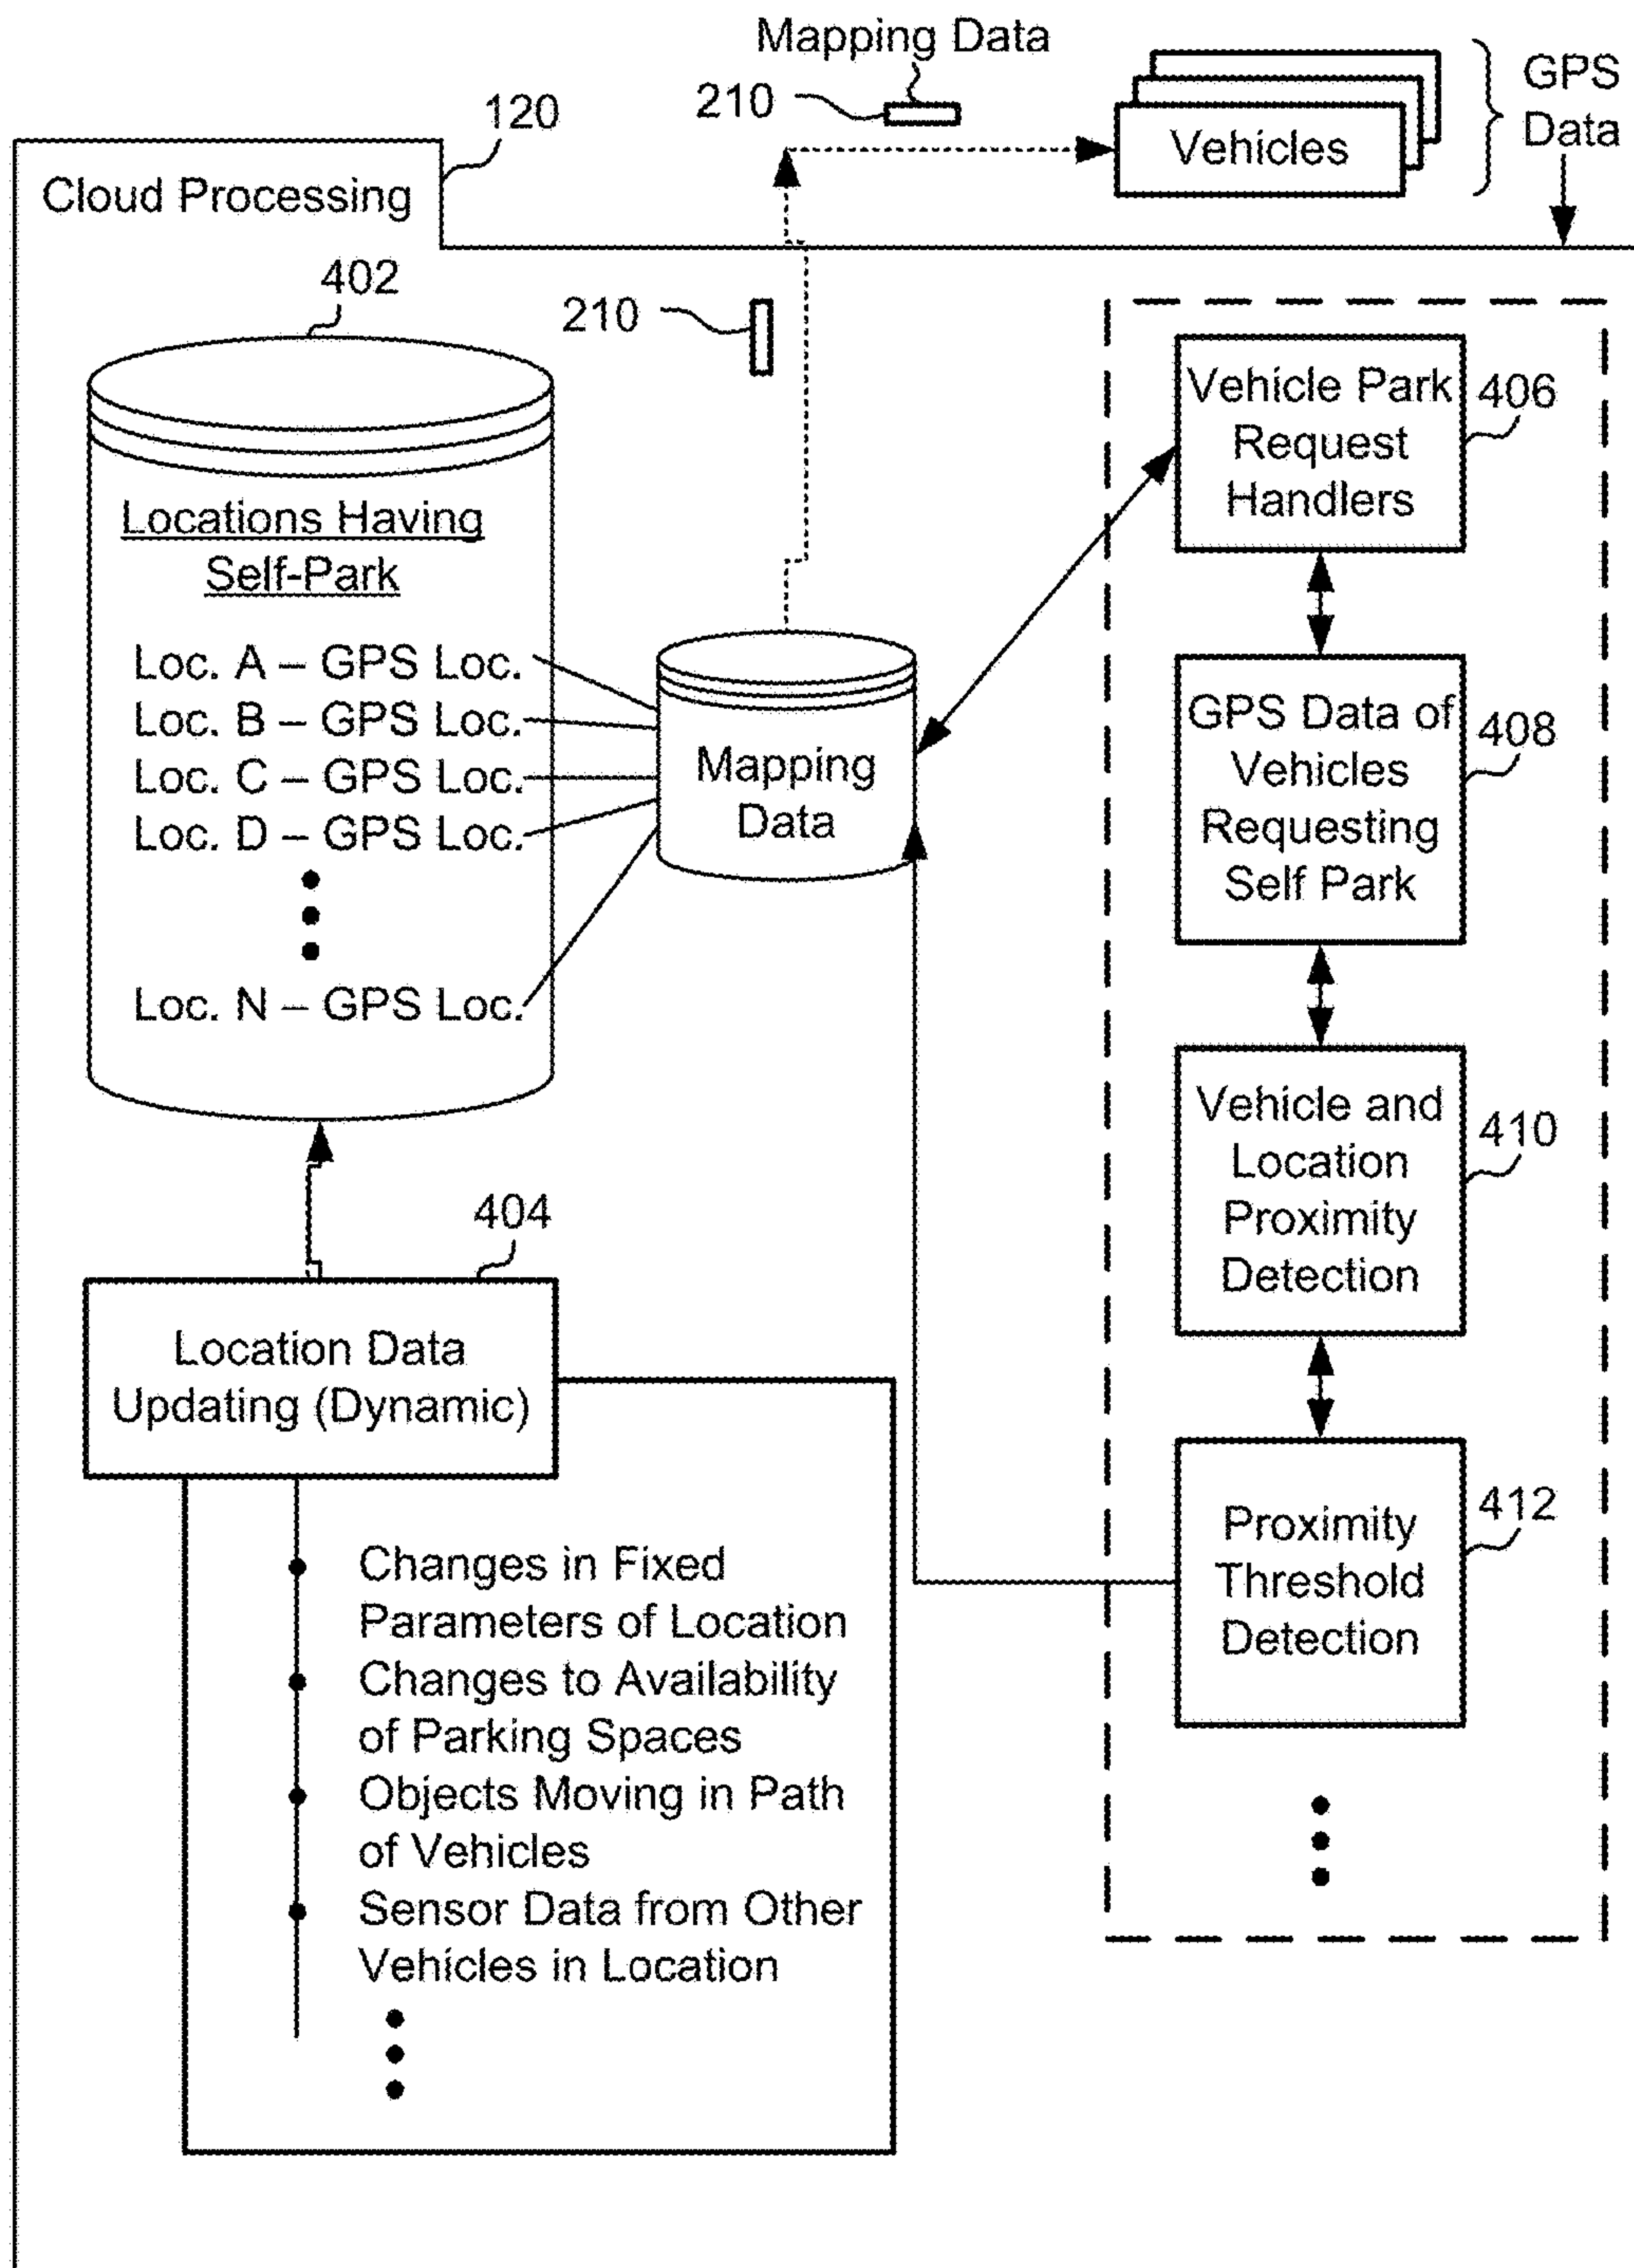 Mapping Data
210
Vehicles
GPS
Data
120
Cloud Processing
402
210
Locations Having
Self-Park
Loc. A – GPS Loc.
Loc. B – GPS Loc.
Loc. C – GPS Loc.
Loc. D – GPS Loc.
Loc. N – GPS Loc.
Mapping
Data
Vehicle Park
Request
Handlers
406
GPS Data of
Vehicles
Requesting
Self Park
408
Vehicle and
Location
Proximity
Detection
410
Proximity
Threshold
Detection
412
404
Location Data
Updating (Dynamic)
Changes in Fixed
Parameters of Location
Changes to Availability
of Parking Spaces
Objects Moving in Path
of Vehicles
Sensor Data from Other
Vehicles in Location